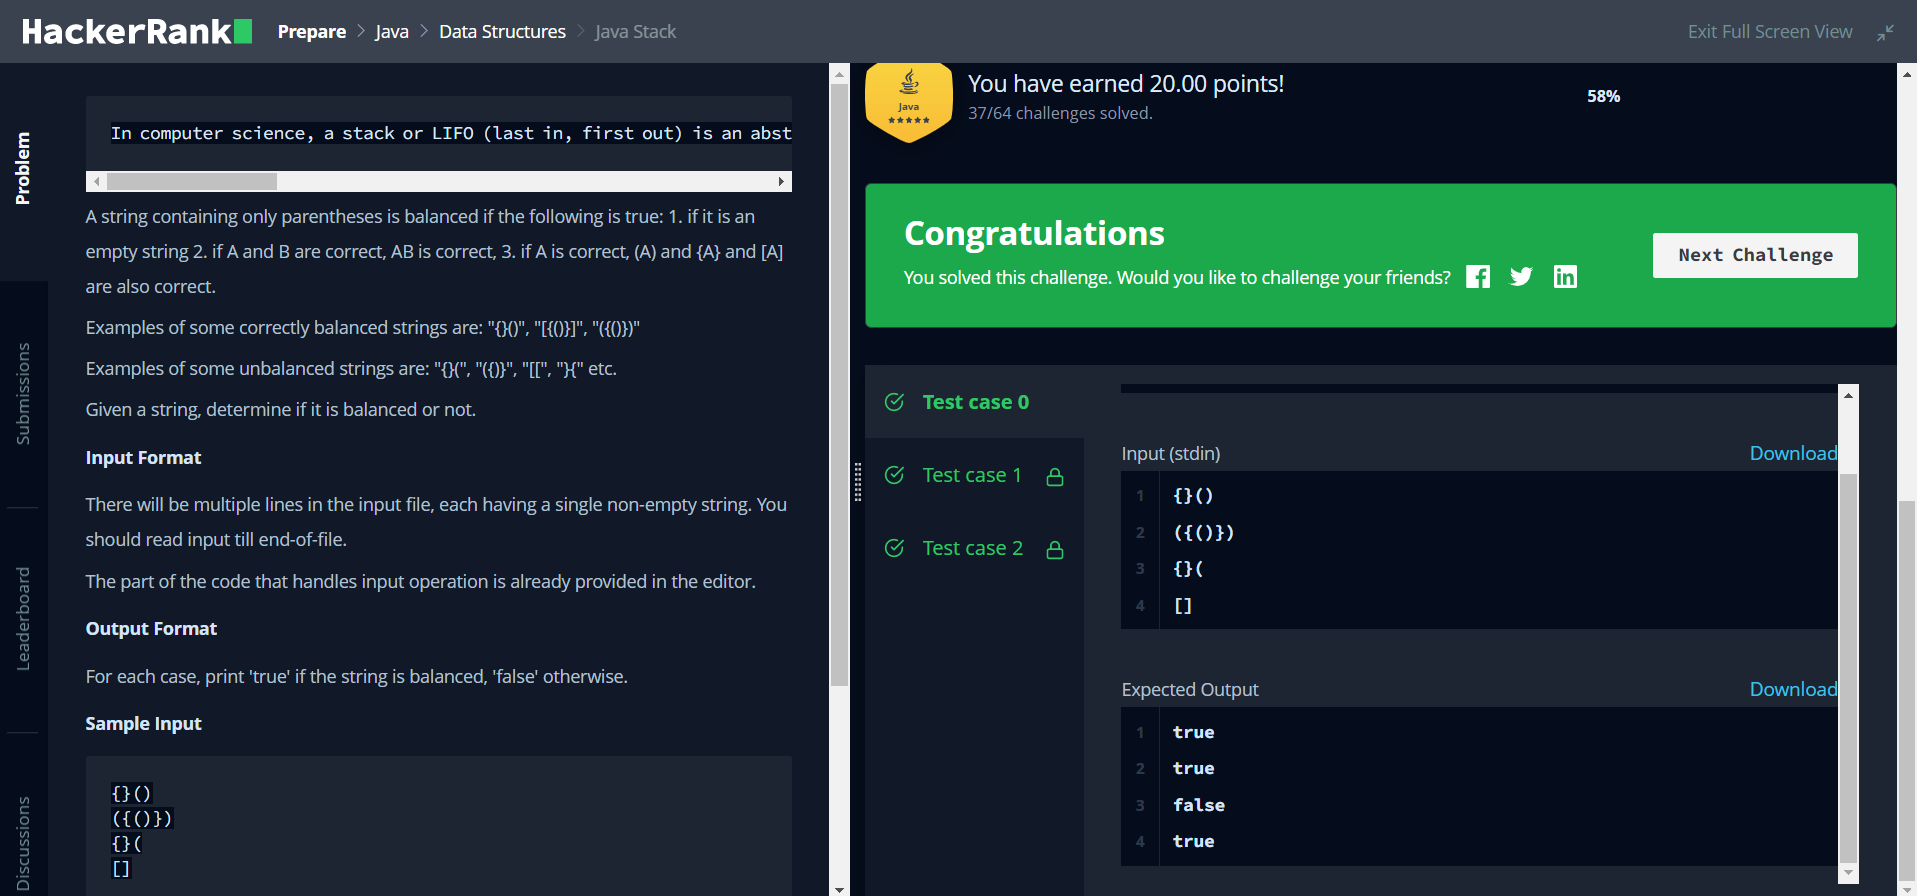 HackerRank
Prepare > Java > Data Structures > Java Stack
Exit Full Screen View
Problem
Submissions
Leaderboard
Discussions
In computer science, a stack or LIFO (last in, first out) is an abst
A string containing only parentheses is balanced if the following is true: 1. if it is an
empty string 2. if A and B are correct, AB is correct, 3. if A is correct, (A) and {A} and [A]
are also correct.
Examples of some correctly balanced strings are: "{}()", "[{()}]", "({()})"
Examples of some unbalanced strings are: "{}(", "({)}", "[[", "}{" etc.
Given a string, determine if it is balanced or not.
Input Format
There will be multiple lines in the input file, each having a single non-empty string. You
should read input till end-of-file.
The part of the code that handles input operation is already provided in the editor.
Output Format
For each case, print 'true' if the string is balanced, 'false' otherwise.
Sample Input
{}()
({()})
{}(
[]
Java
You have earned 20.00 points!
37/64 challenges solved.
58%
Congratulations
You solved this challenge. Would you like to challenge your friends?
Next Challenge
Test case 0
Test case 1
Test case 2
Input (stdin)
Download
1 {}()
2 ({()})
3 {}(
4 []
Expected Output
Download
1 true
2 true
3 false
4 true